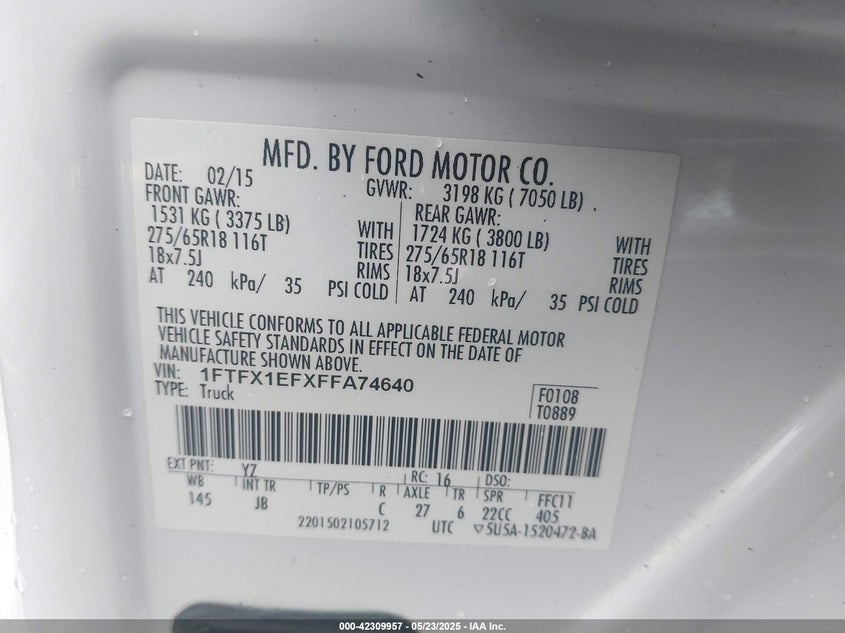 MFD. BY FORD MOTOR CO.
DATE: 02/15 GVWR: 3198 KG ( 7050 LB)
FRONT GAWR: REAR GAWR:
1531 KG ( 3375 LB) WITH 1724 KG ( 3800 LB) WITH
275/65R18 116T TIRES 275/65R18 116T TIRES
18x7.5J RIMS 18x7.5J RIMS
AT 240 kPa/ 35 PSI COLD AT 240 kPa/ 35 PSI COLD
THIS VEHICLE CONFORMS TO ALL APPLICABLE FEDERAL MOTOR
VEHICLE SAFETY STANDARDS IN EFFECT ON THE DATE OF
MANUFACTURE SHOWN ABOVE.
VIN: 1FTFX1EFXFFA74640
TYPE: Truck
F0108
T0889
EXT PNT: YZ RC: 16 DSO:
WB INT TR TP/PS R AXLE TR SPR FFC11
145 JB C 27 6 22CC 405
2201502105712 UTC ▽5U5A-1520472-BA
000-42309957 - 05/23/2025 - IAA Inc.